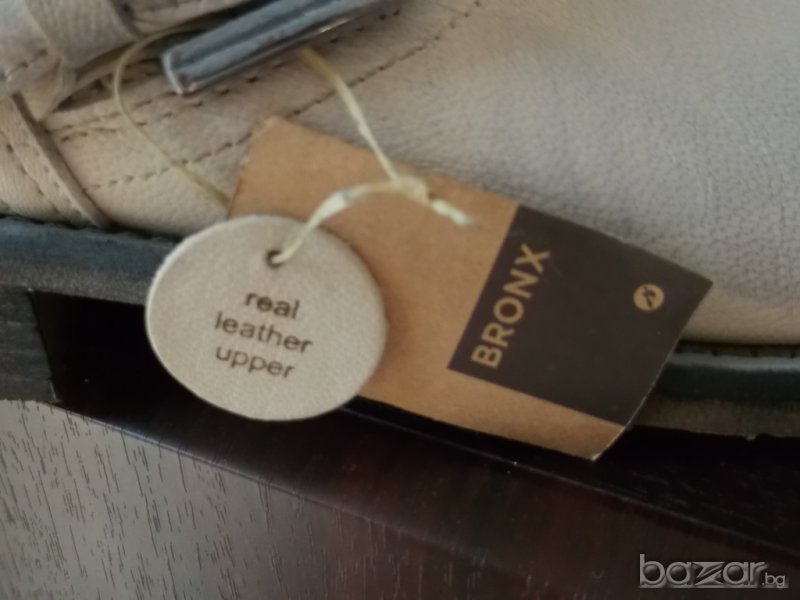 real
leather
upper
BRONX
bazar.bg